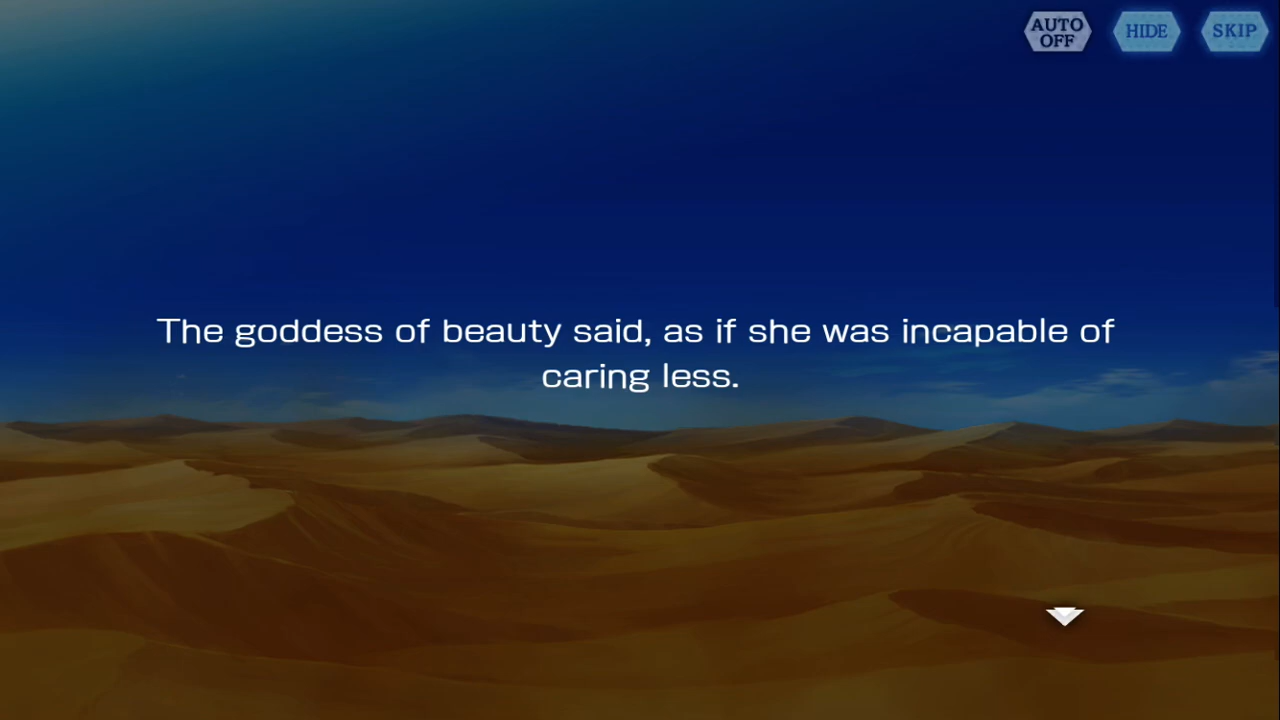 AUTO
OFF
HIDE
SKIP
The goddess of beauty said, as if she was incapable of
caring less.